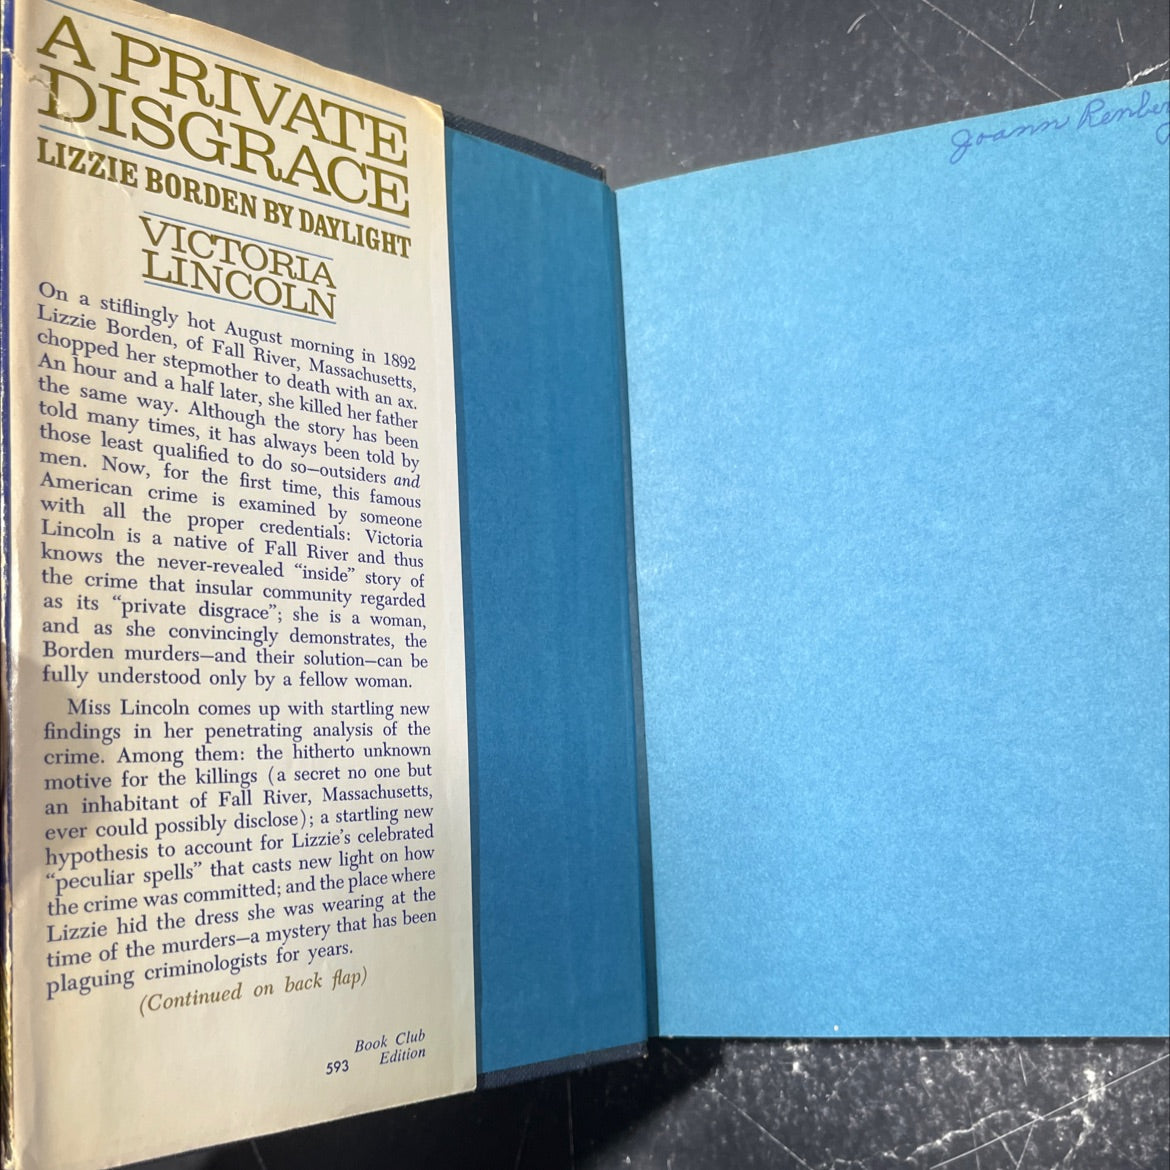 A PRIVATE
DISGRACE
LIZZIE BORDEN BY DAYLIGHT
VICTORIA
LINCOLN
On a stiflingly hot August morning in 1892
Lizzie Borden, of Fall River, Massachusetts,
chopped her stepmother to death with an ax.
An hour and a half later, she killed her father
the same way. Although the story has been
told many times, it has always been told by
those least qualified to do so—outsiders and
men. Now, for the first time, this famous
American crime is examined by someone
with all the proper credentials: Victoria
Lincoln is a native of Fall River and thus
knows the never-revealed “inside” story of
the crime that insular community regarded
as its “private disgrace”; she is a woman,
and as she convincingly demonstrates, the
Borden murders—and their solution—can be
fully understood only by a fellow woman.
Miss Lincoln comes up with startling new
findings in her penetrating analysis of the
crime. Among them: the hitherto unknown
motive for the killings (a secret no one but
an inhabitant of Fall River, Massachusetts,
ever could possibly disclose); a startling new
hypothesis to account for Lizzie’s celebrated
“peculiar spells” that casts new light on how
the crime was committed; and the place where
Lizzie hid the dress she was wearing at the
time of the murders—a mystery that has been
plaguing criminologists for years.
(Continued on back flap)
Book Club
593 Edition
Joann